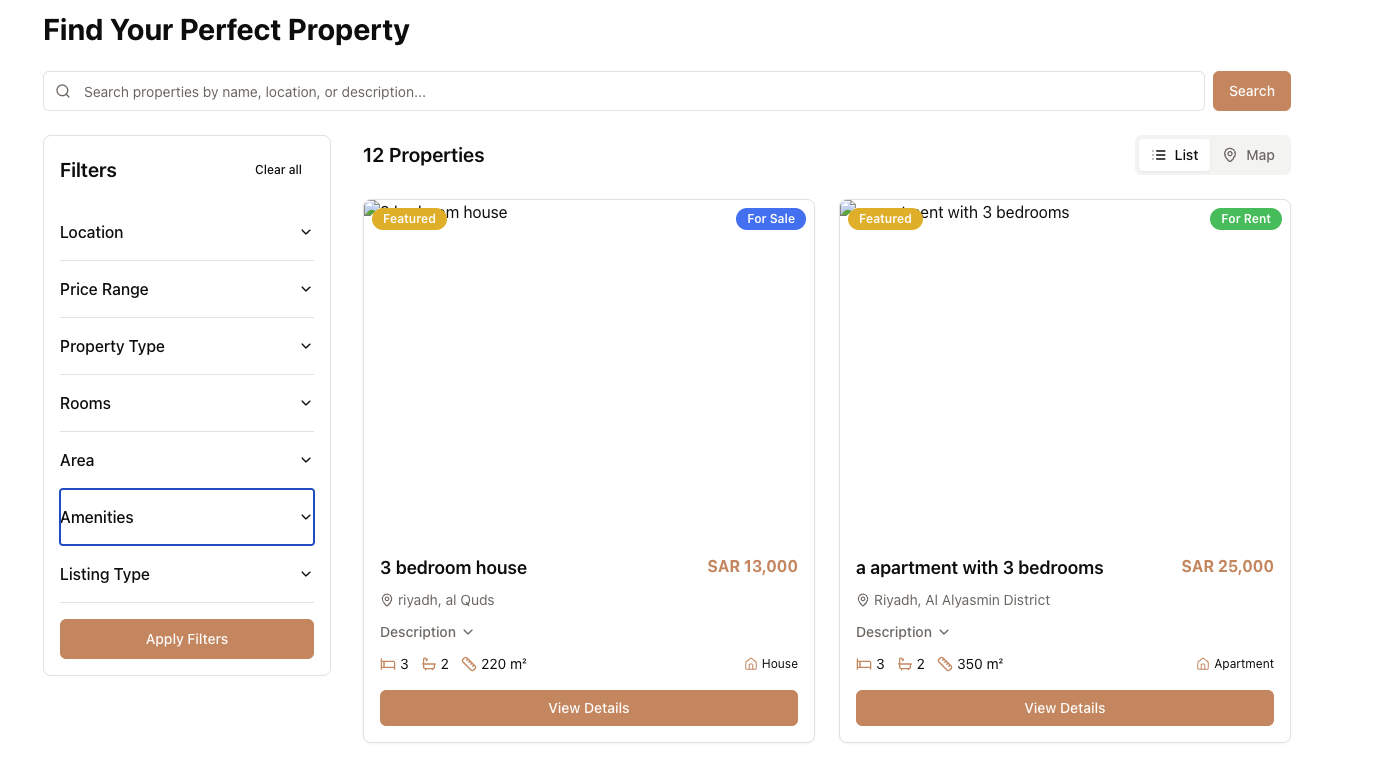 Find Your Perfect Property
Search properties by name, location, or description...
Search
Filters
Clear all
Location
Price Range
Property Type
Rooms
Area
Amenities
Listing Type
Apply Filters
12 Properties
List
Map
house
Featured
For Sale
3 bedroom house
SAR 13,000
riyadh, al Quds
Description
3 2 220 m²
House
View Details
with 3 bedrooms
Featured
For Rent
a apartment with 3 bedrooms
SAR 25,000
Riyadh, Al Alyasmin District
Description
3 2 350 m²
Apartment
View Details